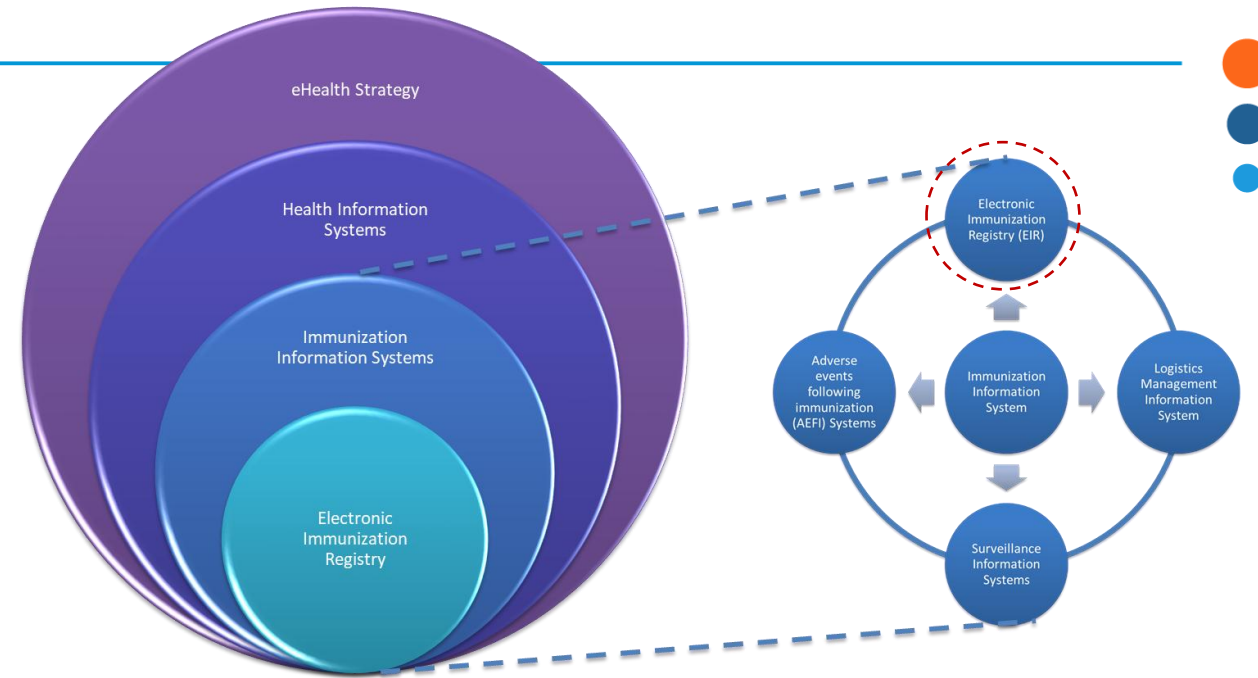 eHealth Strategy
Health Information
Systems
Immunization
Information Systems
Electronic
Immunization
Registry
Electronic
Immunization
Registry (EIR)
Adverse
events
following
immunization
(AEFI) Systems
Immunization
Information
System
Logistics
Management
Information
System
Surveillance
Information
Systems